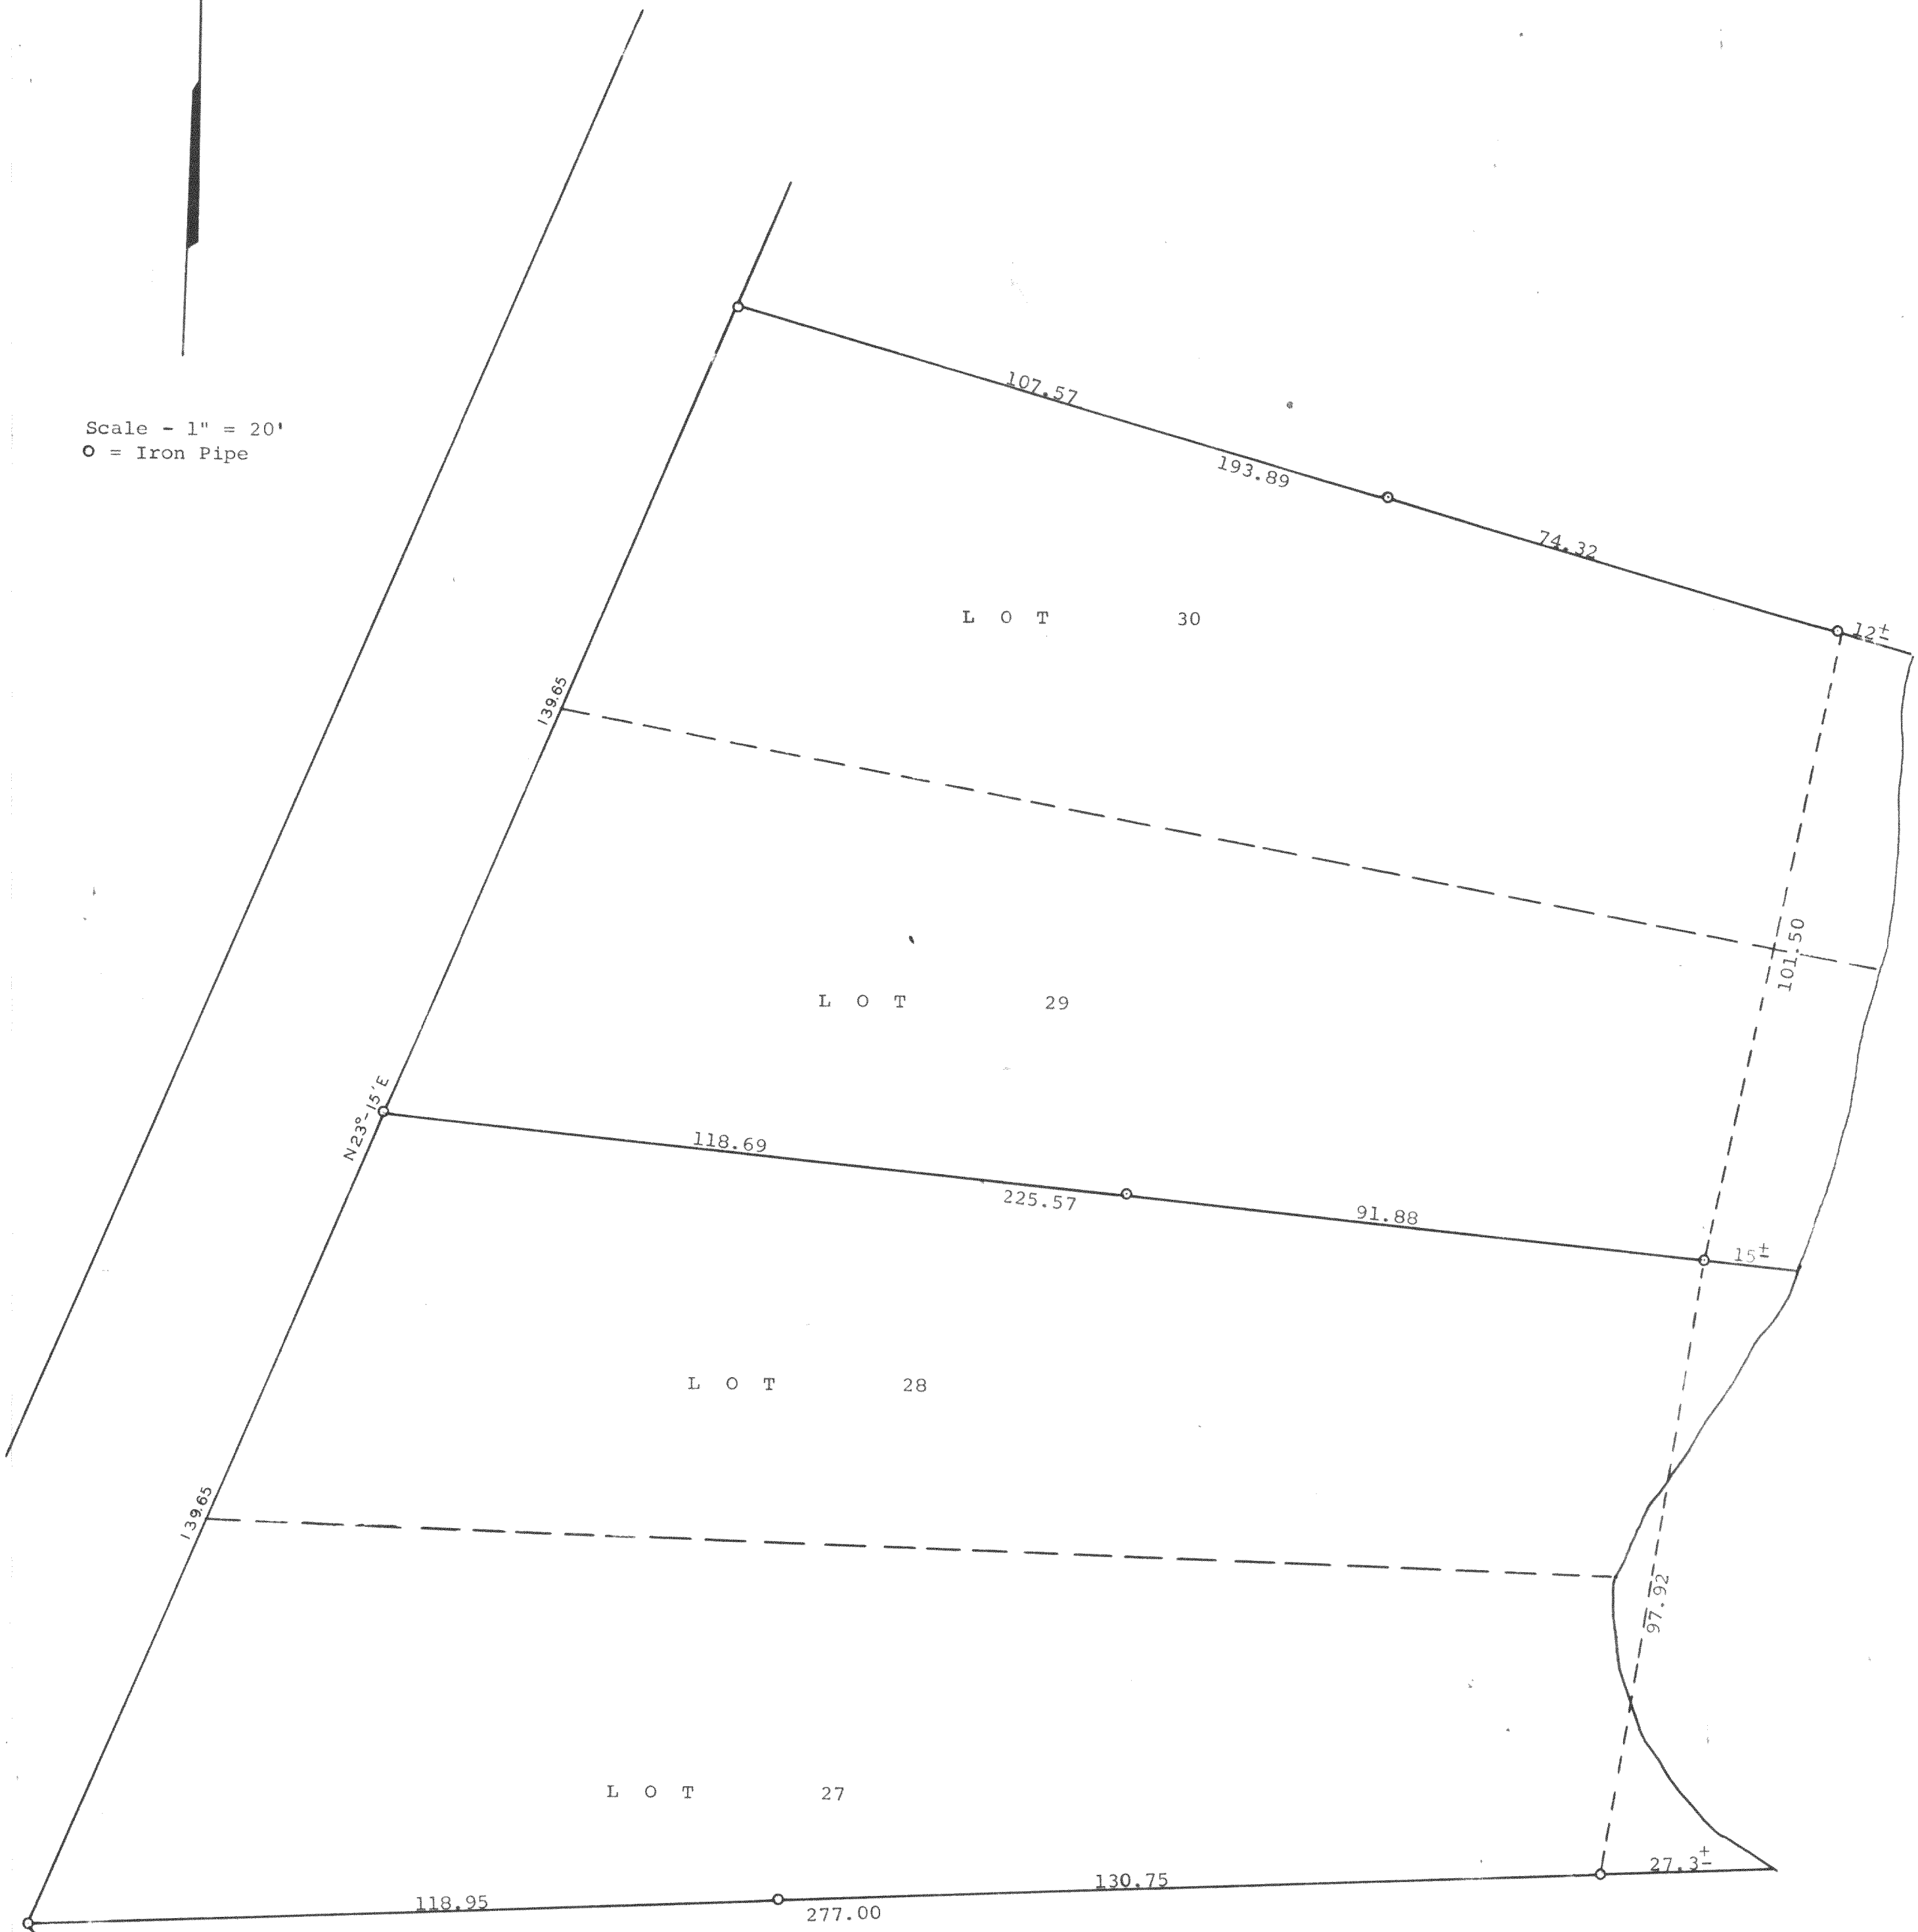 Scale - 1" = 20'
O = Iron Pipe
107.57
193.89
74.32
12±
LOT 30
139.65
101.50
LOT 29
N23°-15'E
118.69
225.57
91.88
15±
LOT 28
139.65
97.92
LOT 27
27.3±
130.75
118.95
277.00